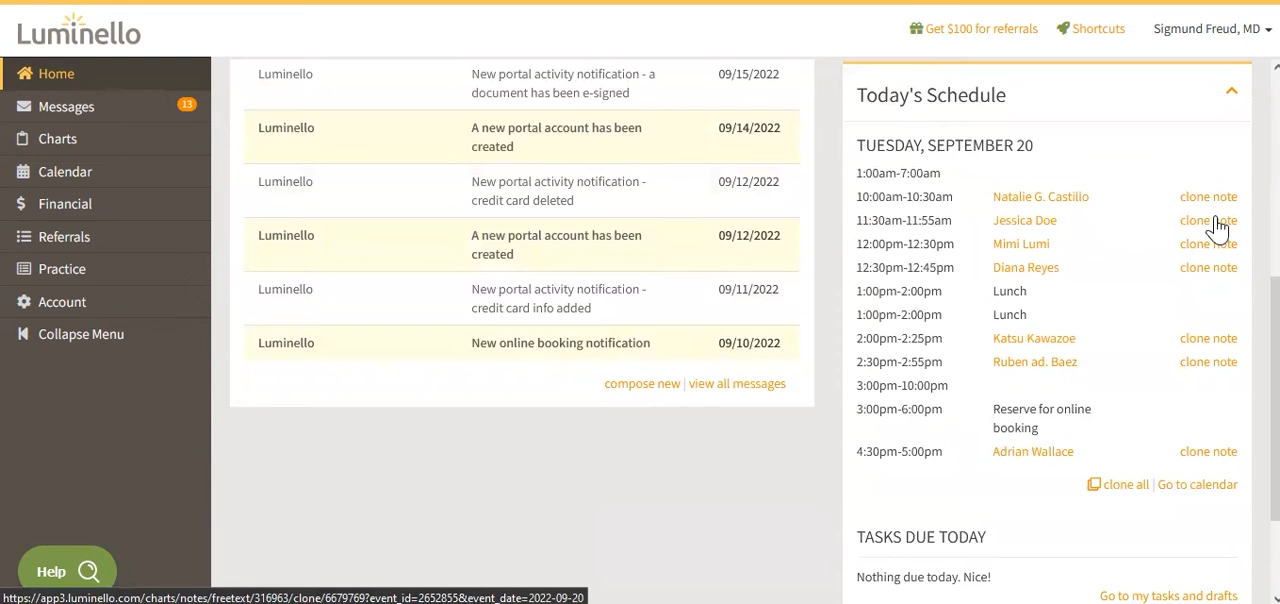 Luminello
Get $100 for referrals
Shortcuts
Sigmund Freud, MD
Home
Messages
13
Charts
Calendar
Financial
Referrals
Practice
Account
Collapse Menu
Help
Luminello New portal activity notification - a 09/15/2022
document has been e-signed
Luminello A new portal account has been 09/14/2022
created
Luminello New portal activity notification - 09/12/2022
credit card deleted
Luminello A new portal account has been 09/12/2022
created
Luminello New portal activity notification - 09/11/2022
credit card info added
Luminello New online booking notification 09/10/2022
compose new | view all messages
Today's Schedule
TUESDAY, SEPTEMBER 20
1:00am-7:00am
10:00am-10:30am Natalie G. Castilio clone note
11:30am-11:55am Jessica Doe clone note
12:00pm-12:30pm Mimi Lumi clone note
12:30pm-12:45pm Diana Reyes clone note
1:00pm-2:00pm Lunch
1:00pm-2:00pm Lunch
2:00pm-2:25pm Katsu Kawazoe clone note
2:30pm-2:55pm Ruben ad. Baez clone note
3:00pm-10:00pm
3:00pm-6:00pm Reserve for online
booking
4:30pm-5:00pm Adrian Wallace clone note
clone all | Go to calendar
TASKS DUE TODAY
Nothing due today. Nice!
Go to my tasks and drafts
https://app3.luminello.com/charts/notes/freetext/316963/clone/6679769?event_id=2652855&event_date=2022-09-20